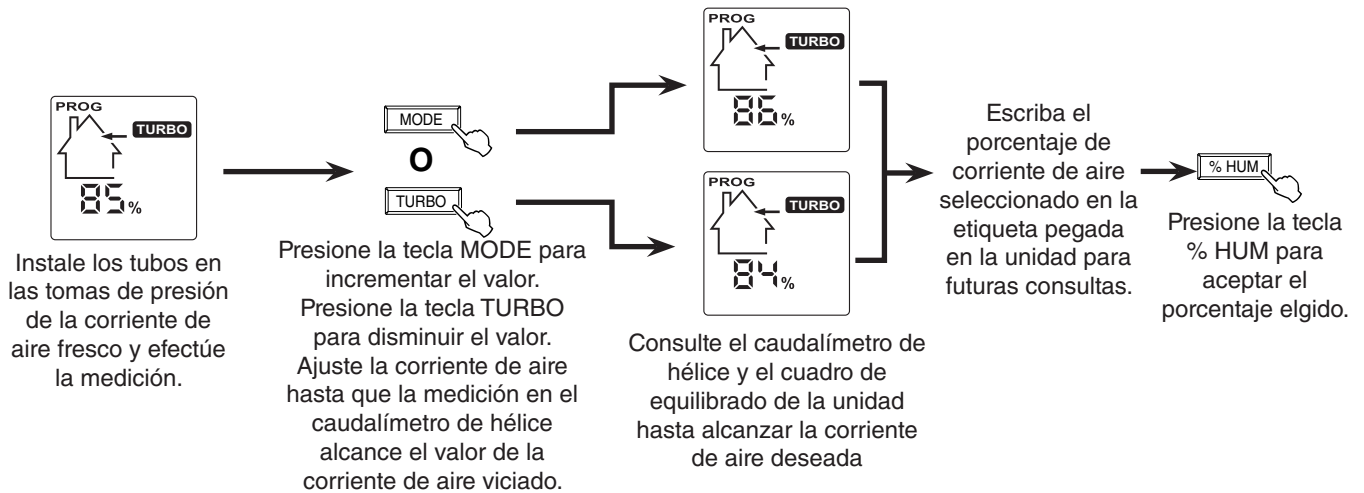 PROG
TURBO
85%
Instale los tubos en
las tomas de presión
de la corriente de
aire fresco y efectúe
la medición.
MODE
O
TURBO
Presione la tecla MODE para
incrementar el valor.
Presione la tecla TURBO
para disminuir el valor.
Ajuste la corriente de aire
hasta que la medición en el
caudalímetro de hélice
alcance el valor de la
corriente de aire viciado.
PROG
TURBO
86%
PROG
TURBO
84%
Consulte el caudalímetro de
hélice y el cuadro de
equilibrado de la unidad
hasta alcanzar la corriente
de aire deseada
Escriba el
porcentaje de
corriente de aire
seleccionado en la
etiqueta pegada
en la unidad para
futuras consultas.
% HUM
Presione la tecla
% HUM para
aceptar el
porcentaje elgido.